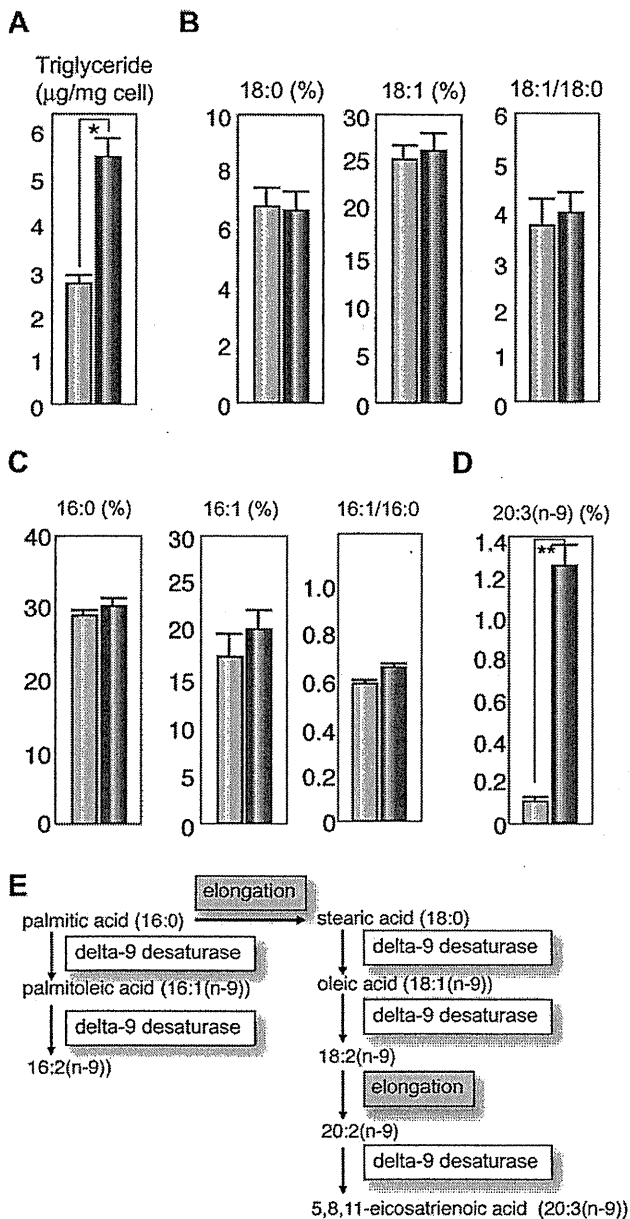 A
B
Triglyceride
(µg/mg cell)
18:0 (%)
18:1 (%)
18:1/18:0
*
6
5
4
3
2
1
0
10
8
6
4
2
0
30
25
20
15
10
5
0
6
5
4
3
2
1
0
C
D
16:0 (%)
16:1 (%)
16:1/16:0
20:3(n-9) (%)
**
40
30
20
10
0
30
25
20
15
10
5
0
1.0
0.8
0.6
0.4
0.2
0
1.4
1.2
1.0
0.8
0.6
0.4
0.2
0
E
elongation
palmitic acid (16:0)
stearic acid (18:0)
delta-9 desaturase
delta-9 desaturase
palmitoleic acid (16:1(n-9))
oleic acid (18:1(n-9))
delta-9 desaturase
delta-9 desaturase
16:2(n-9))
18:2(n-9)
elongation
20:2(n-9)
delta-9 desaturase
5,8,11-eicosatrienoic acid (20:3(n-9))